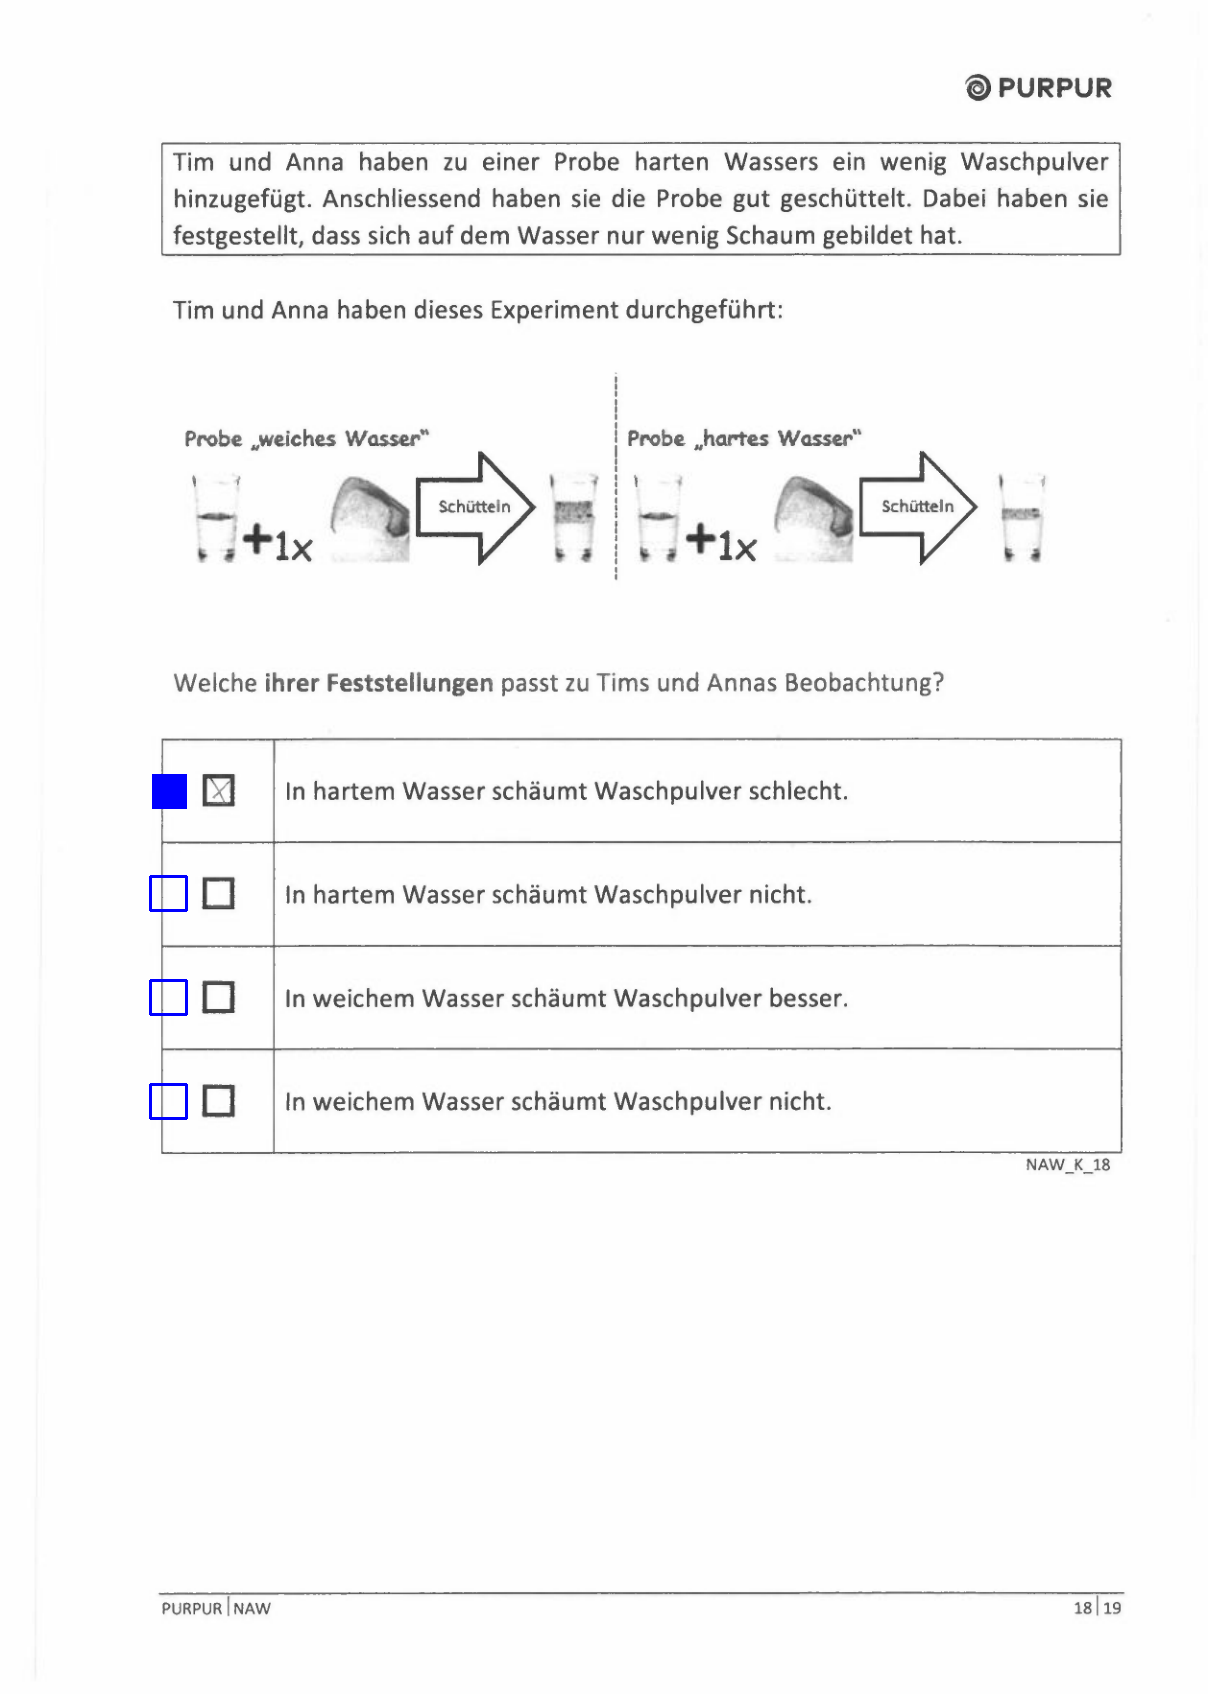 PURPUR
Tim und Anna haben zu einer Probe harten Wassers ein wenig Waschpulver
hinzugefügt. Anschliessend haben sie die Probe gut geschüttelt. Dabei haben sie
festgestellt, dass sich auf dem Wasser nur wenig Schaum gebildet hat.
Tim und Anna haben dieses Experiment durchgeführt:
Probe „weiches Wasser“
+1x
Schütteln
Probe „hartes Wasser“
+1x
Schütteln
Welche ihrer Feststellungen passt zu Tims und Annas Beobachtung?
In hartem Wasser schäumt Waschpulver schlecht.
In hartem Wasser schäumt Waschpulver nicht.
In weichem Wasser schäumt Waschpulver besser.
In weichem Wasser schäumt Waschpulver nicht.
NAW_K_18
PURPUR | NAW
18 | 19